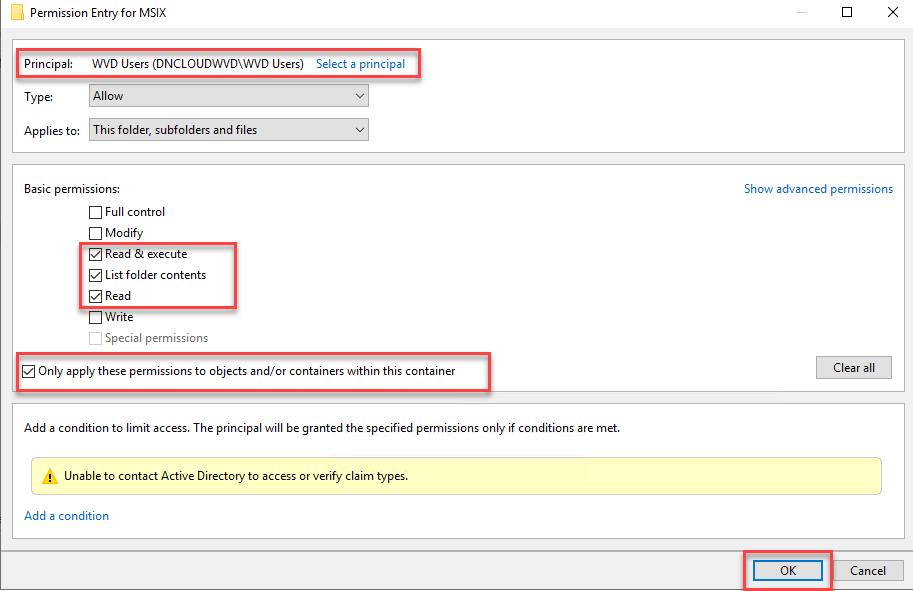 Permission Entry for MSIX
Principal: WVD Users (DNCLOUDWVD\WVD Users) Select a principal
Type: Allow
Applies to: This folder, subfolders and files
Basic permissions: Show advanced permissions
Full control
Modify
Read & execute
List folder contents
Read
Write
Special permissions
Only apply these permissions to objects and/or containers within this container Clear all
Add a condition to limit access. The principal will be granted the specified permissions only if conditions are met.
Unable to contact Active Directory to access or verify claim types.
Add a condition
OK Cancel